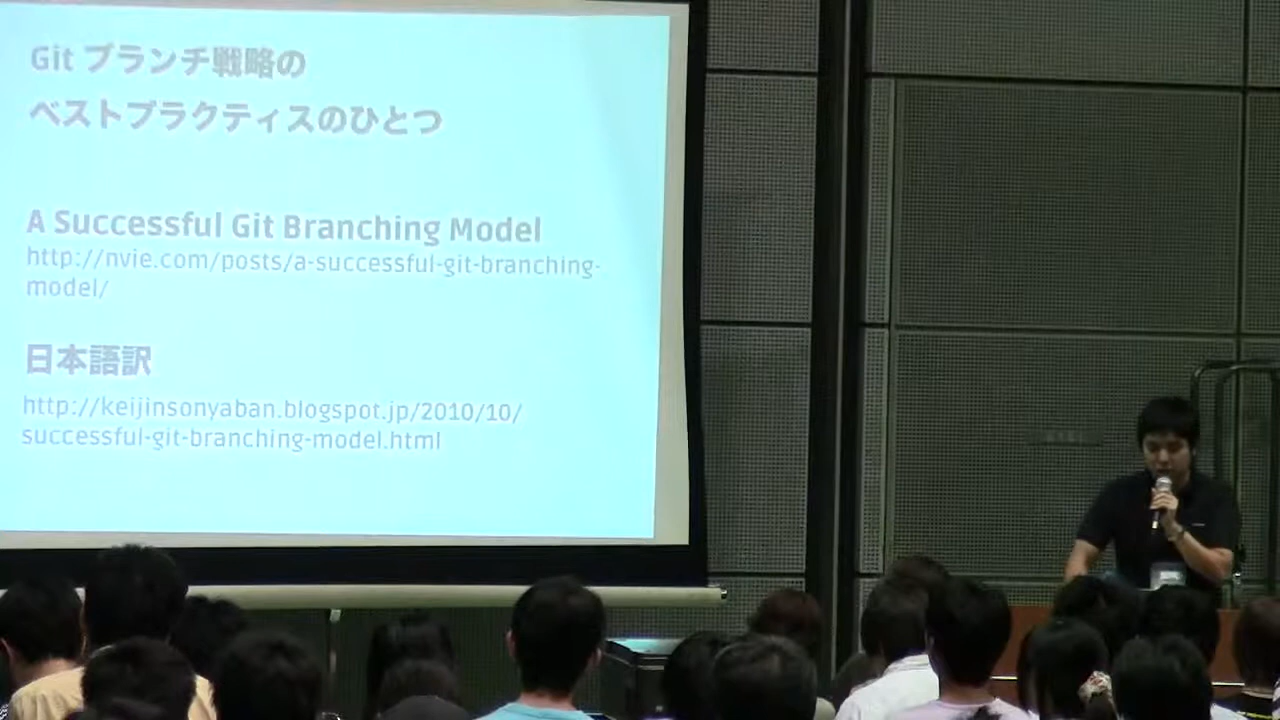 Git ブランチ戦略の
ベストプラクティスのひとつ
A Successful Git Branching Model
http://nvie.com/posts/a-successful-git-branching-
model/
日本語訳
http://keijinsonyaban.blogspot.jp/2010/10/
successful-git-branching-model.html